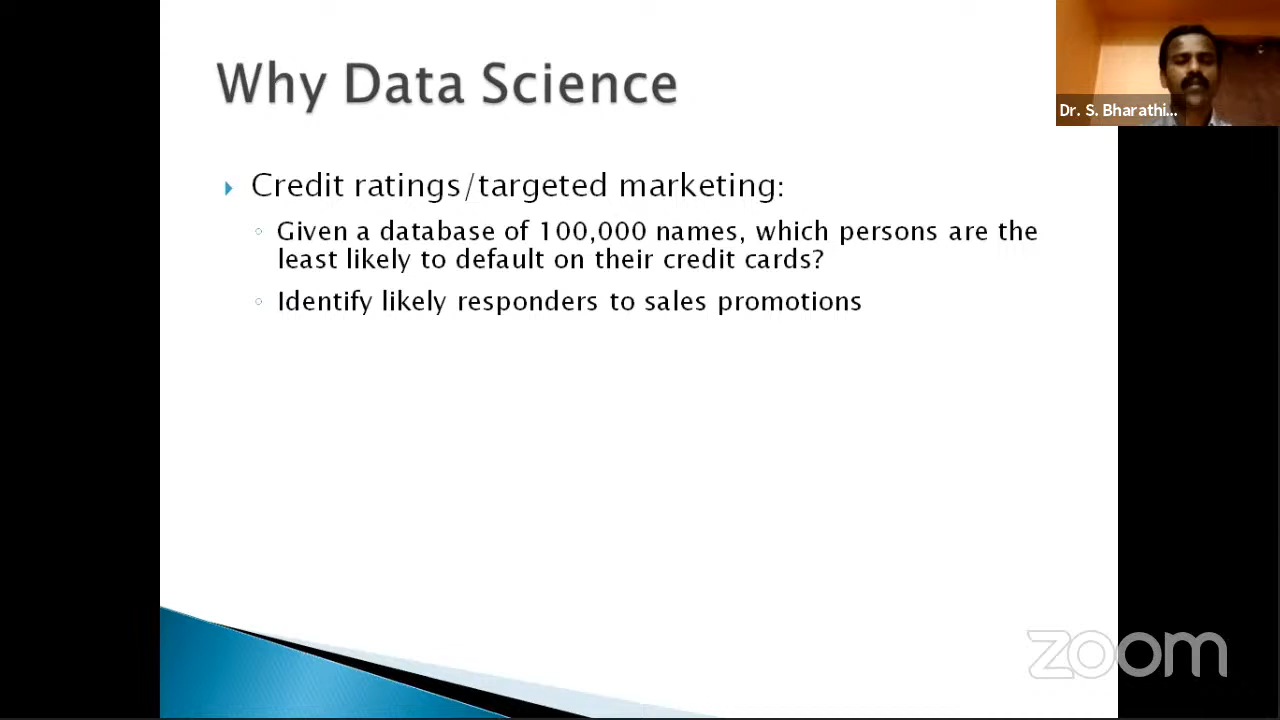 Why Data Science
Dr. S. Bharathi...
Credit ratings/targeted marketing:
Given a database of 100,000 names, which persons are the
least likely to default on their credit cards?
Identify likely responders to sales promotions
zoom